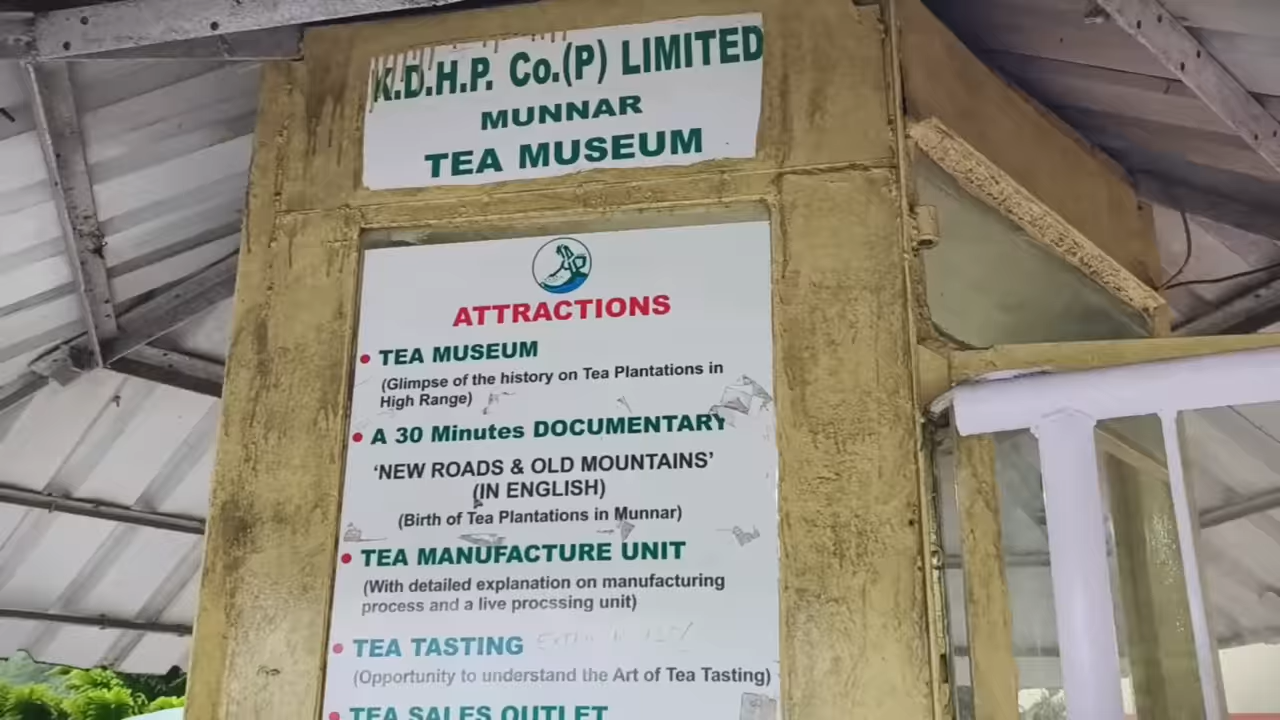 K.D.H.P. Co.(P) LIMITED
MUNNAR
TEA MUSEUM
ATTRACTIONS
• TEA MUSEUM
(Glimpse of the history on Tea Plantations in
High Range)
• A 30 Minutes DOCUMENTARY
‘NEW ROADS & OLD MOUNTAINS’
(IN ENGLISH)
(Birth of Tea Plantations in Munnar)
• TEA MANUFACTURE UNIT
(With detailed explanation on manufacturing
process and a live procssing unit)
• TEA TASTING
(Opportunity to understand the Art of Tea Tasting)
• TEA SALES OUTLET